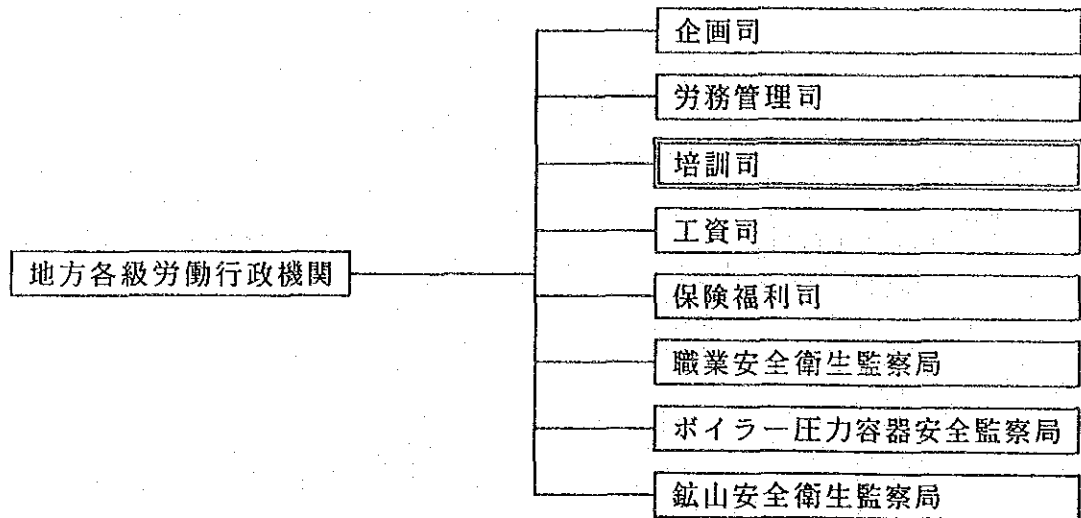 企画司
労務管理司
培訓司
工資司
地方各級労働行政機関
保険福利司
職業安全衛生監察局
ボイラー圧力容器安全監察局
鉱山安全衛生監察局